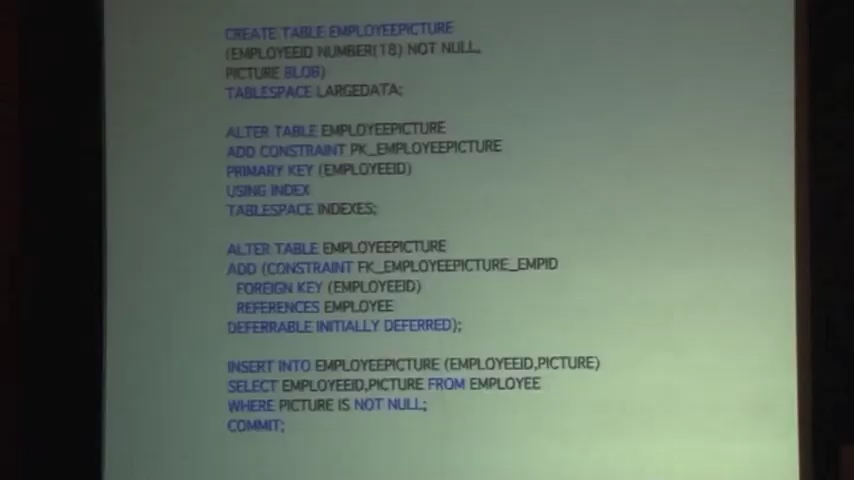 CREATE TABLE EMPLOYEEPICTURE
(EMPLOYEEID NUMBER(18) NOT NULL,
PICTURE BLOB)
TABLESPACE LARGEDATA;
ALTER TABLE EMPLOYEEPICTURE
ADD CONSTRAINT PK_EMPLOYEEPICTURE
PRIMARY KEY (EMPLOYEEID)
USING INDEX
TABLESPACE INDEXES;
ALTER TABLE EMPLOYEEPICTURE
ADD (CONSTRAINT FK_EMPLOYEEPICTURE_EMPID
FOREIGN KEY (EMPLOYEEID)
REFERENCES EMPLOYEE
DEFERRABLE INITIALLY DEFERRED);
INSERT INTO EMPLOYEEPICTURE (EMPLOYEEID,PICTURE)
SELECT EMPLOYEEID,PICTURE FROM EMPLOYEE
WHERE PICTURE IS NOT NULL;
COMMIT;